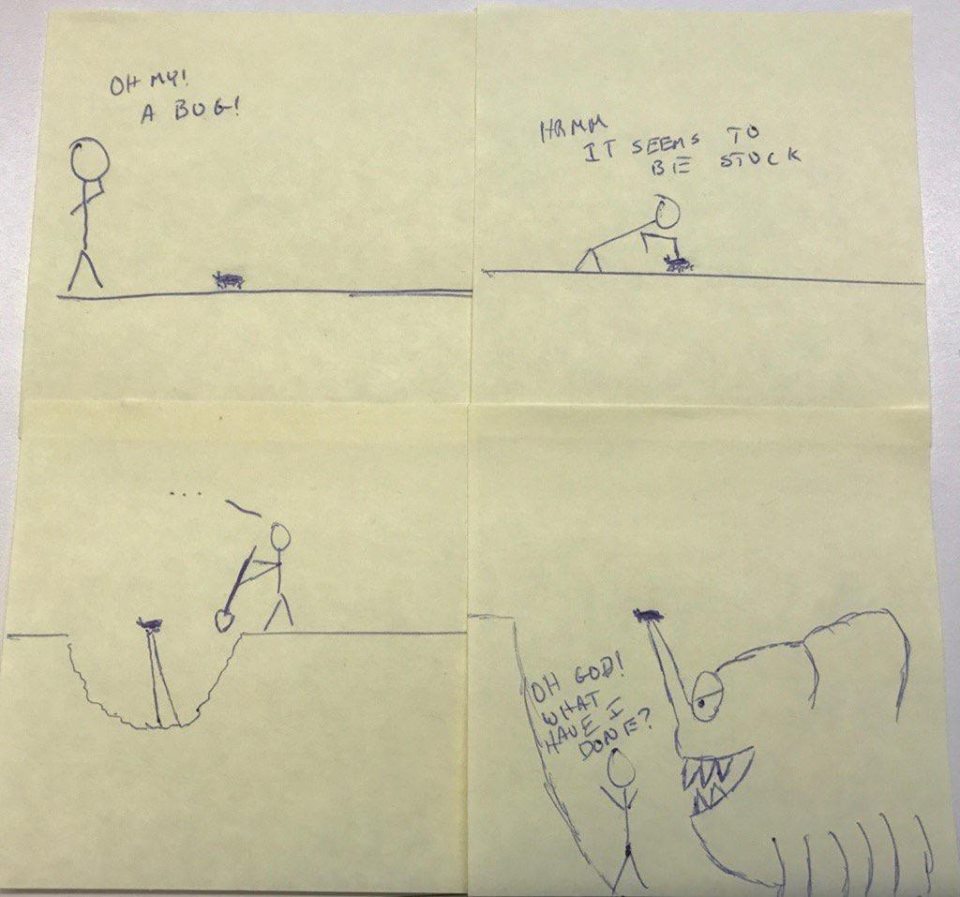 OH MY!
A BUG!
HRMM
IT SEEMS TO
BE STUCK
...
OH GOD!
WHAT
HAVE I
DONE?